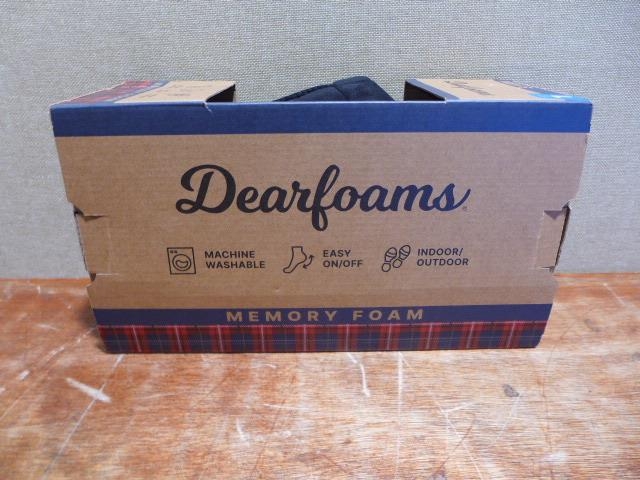 Dearfoams®
MACHINE
WASHABLE
EASY
ON/OFF
INDOOR/
OUTDOOR
MEMORY FOAM